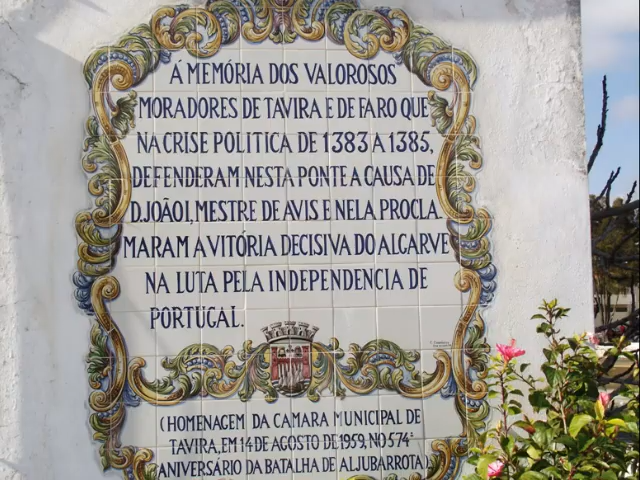 Á MEMÓRIA DOS VALOROSOS
MORADORES DE TAVIRA E DE FARO QUE
NA CRISE POLITICA DE 1383 A 1385,
DEFENDERAM NESTA PONTE A CAUSA DE
D. JOÃO I, MESTRE DE AVIS E NELA PROCLA-
MARAM A VITÓRIA DECISIVA DO ALGARVE
NA LUTA PELA INDEPENDENCIA DE
PORTUGAL.
(HOMENAGEM DA CAMARA MUNICIPAL DE
TAVIRA, EM 14 DE AGOSTO DE 1959, NO 574º
ANIVERSÁRIO DA BATALHA DE ALJUBARROTA)